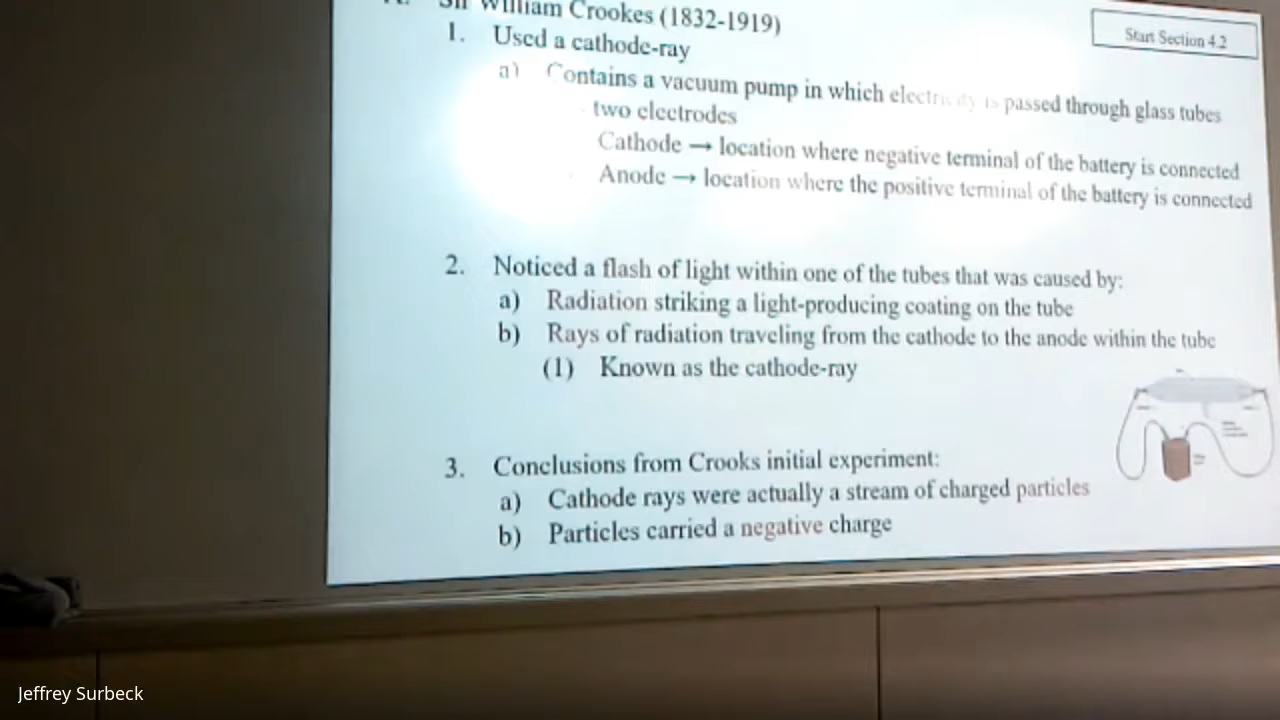 Sir William Crookes (1832-1919)
Start Section 4.2
1. Used a cathode-ray
a) Contains a vacuum pump in which electricity is passed through glass tubes
two electrodes
Cathode → location where negative terminal of the battery is connected
Anode → location where the positive terminal of the battery is connected
2. Noticed a flash of light within one of the tubes that was caused by:
a) Radiation striking a light-producing coating on the tube
b) Rays of radiation traveling from the cathode to the anode within the tube
(1) Known as the cathode-ray
3. Conclusions from Crooks initial experiment:
a) Cathode rays were actually a stream of charged particles
b) Particles carried a negative charge
Jeffrey Surbeck